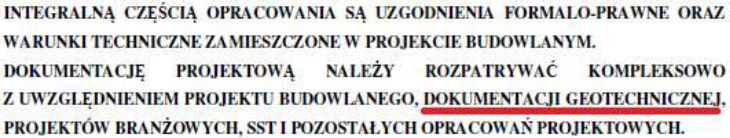 INTEGRALNĄ CZĘŚCIĄ OPRACOWANIA SĄ UZGODNIENIA FORMALO-PRAWNE ORAZ
WARUNKI TECHNICZNE ZAMIESZCZONE W PROJEKCIE BUDOWLANYM.
DOKUMENTACJĘ PROJEKTOWĄ NALEŻY ROZPATRYWAĆ KOMPLEKSOWO
Z UWZGLĘDNIENIEM PROJEKTU BUDOWLANEGO, DOKUMENTACJI GEOTECHNICZNEJ,
PROJEKTÓW BRANŻOWYCH, SST I POZOSTAŁYCH OPRACOWAŃ PROJEKTOWYCH.